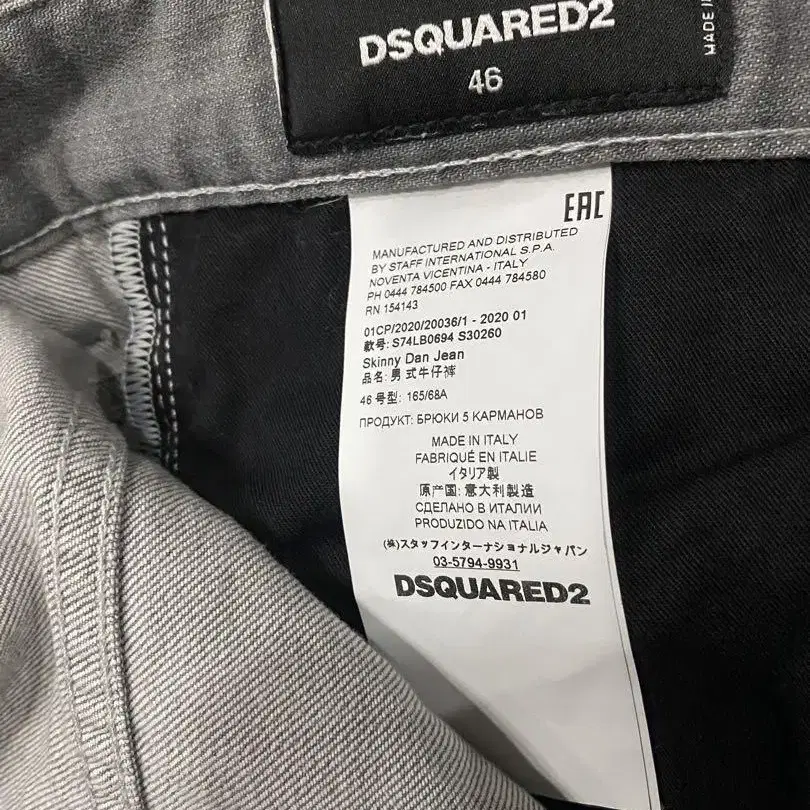 DSQUARED2
46
MADE
EAC
MANUFACTURED AND DISTRIBUTED
BY STAFF INTERNATIONAL S.P.A.
NOVENTA VICENTINA - ITALY
PH 0444 784500 FAX 0444 784580
RN 154143
01CP/2020/20036/1 - 2020 01
款号: S74LB0694 S30260
Skinny Dan Jean
品名: 男 式牛仔裤
46 号型: 165/68A
ПРОДУКТ: БРЮКИ 5 КАРМАНОВ
MADE IN ITALY
FABRIQUÉ EN ITALIE
イタリア製
原产国: 意大利製造
СДЕЛАНО В ИТАЛИИ
PRODUZIDO NA ITALIA
(株)スタッフインターナショナルジャパン
03-5794-9931
DSQUARED2